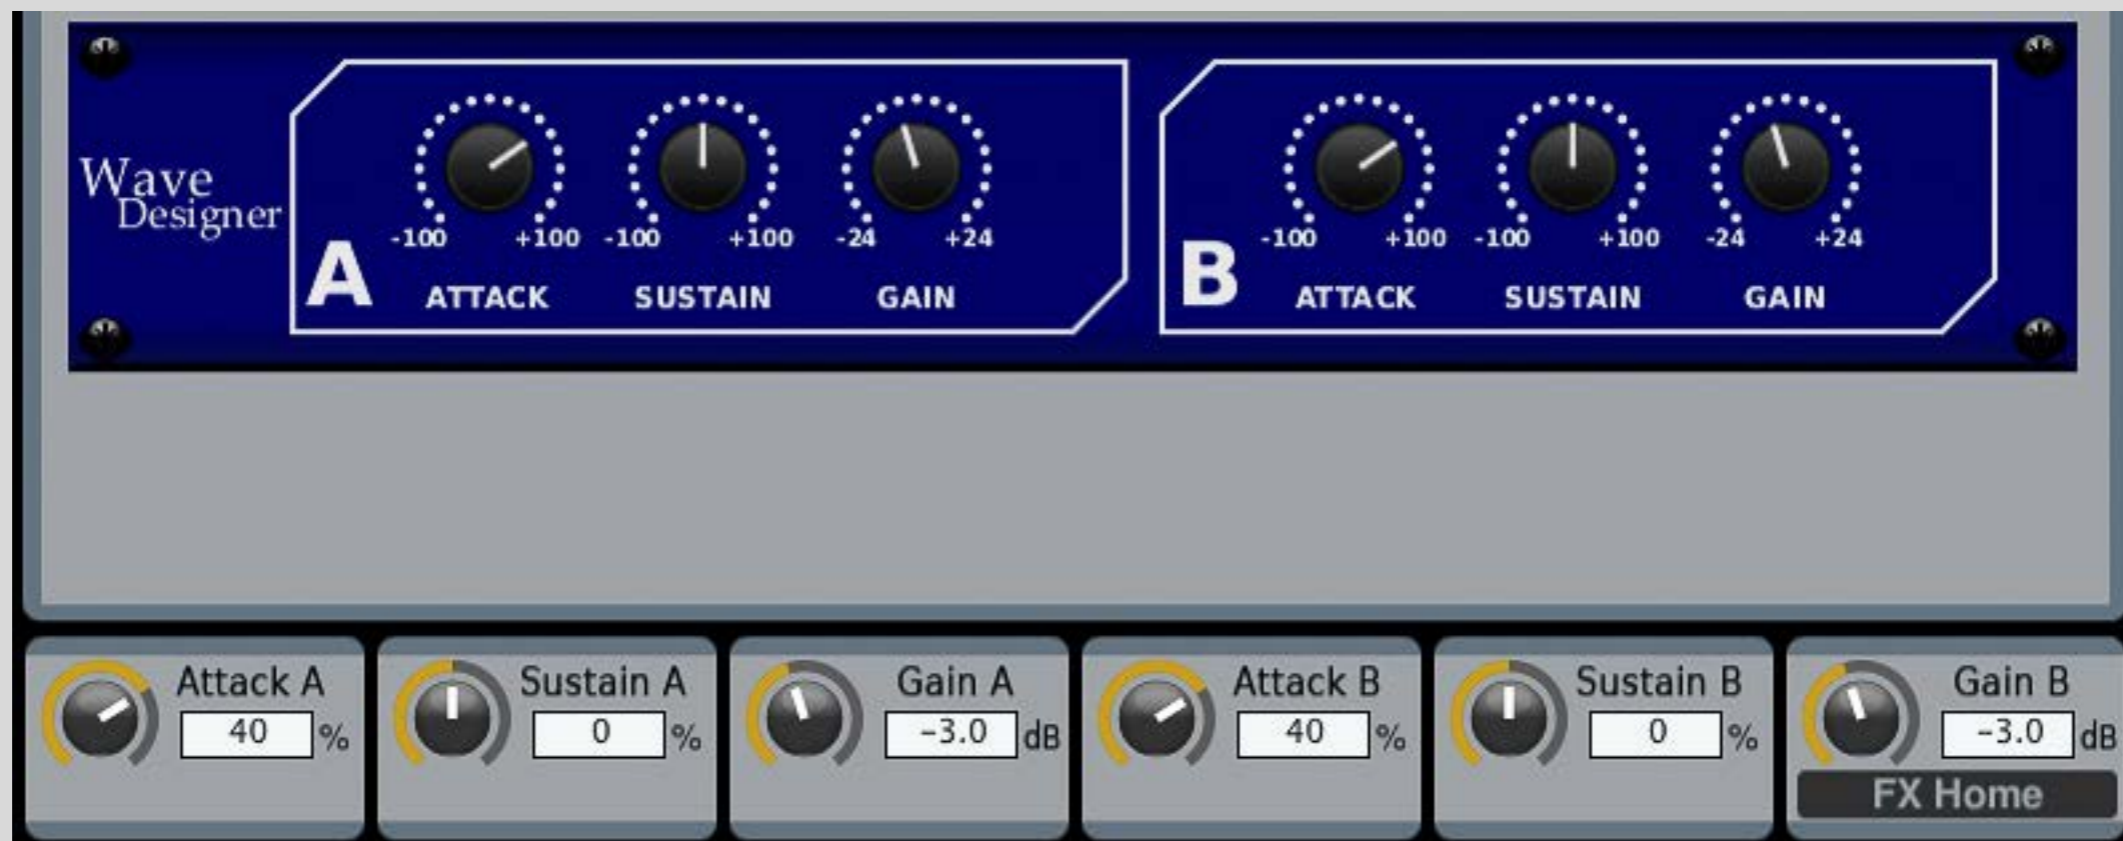 Wave
Designer
A
-100 +100
ATTACK
-100 +100
SUSTAIN
-24 +24
GAIN
B
-100 +100
ATTACK
-100 +100
SUSTAIN
-24 +24
GAIN
Attack A
40 %
Sustain A
0 %
Gain A
-3.0 dB
Attack B
40 %
Sustain B
0 %
Gain B
-3.0 dB
FX Home